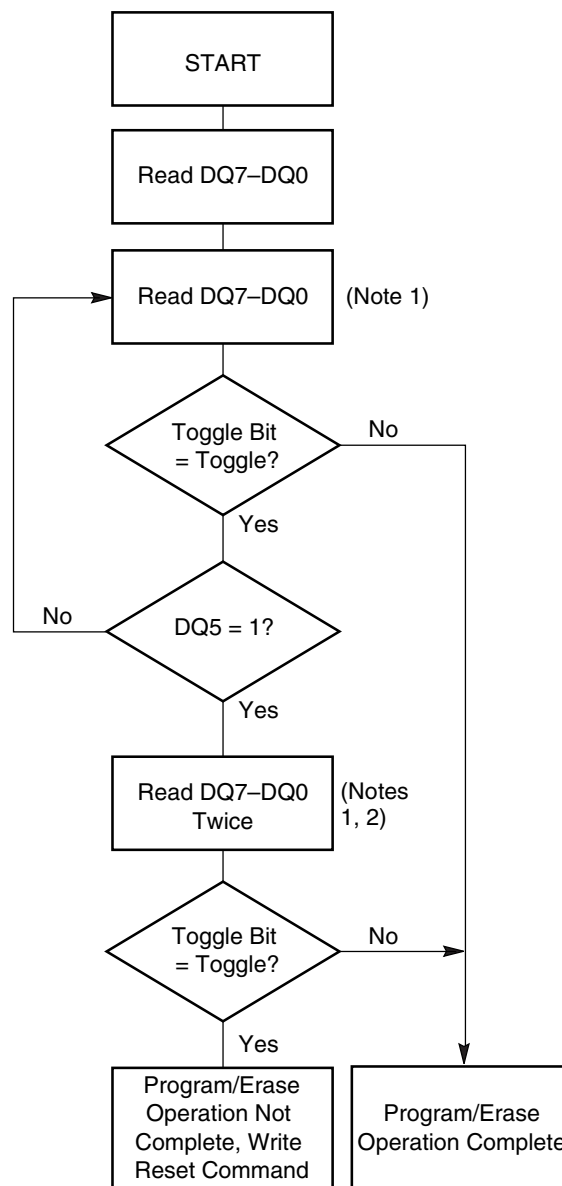 START
Read DQ7–DQ0
Read DQ7–DQ0
(Note 1)
Toggle Bit
= Toggle?
No
Yes
No
DQ5 = 1?
Yes
Read DQ7–DQ0
Twice
(Notes
1, 2)
Toggle Bit
= Toggle?
No
Yes
Program/Erase
Operation Not
Complete, Write
Reset Command
Program/Erase
Operation Complete